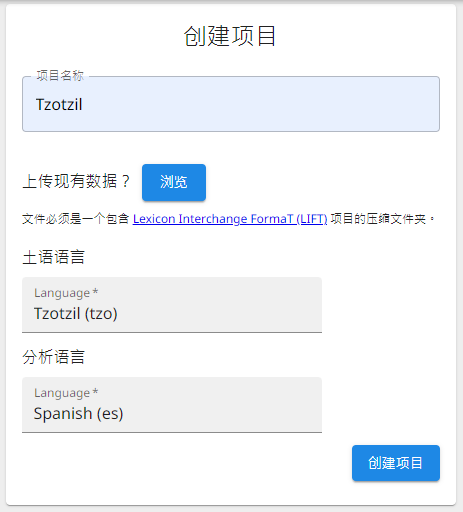 创建项目
项目名称
Tzotzil
上传现有数据？ 浏览
文件必须是一个包含 Lexicon Interchange FormaT (LIFT) 项目的压缩文件夹。
土语语言
Language *
Tzotzil (tzo)
分析语言
Language *
Spanish (es)
创建项目